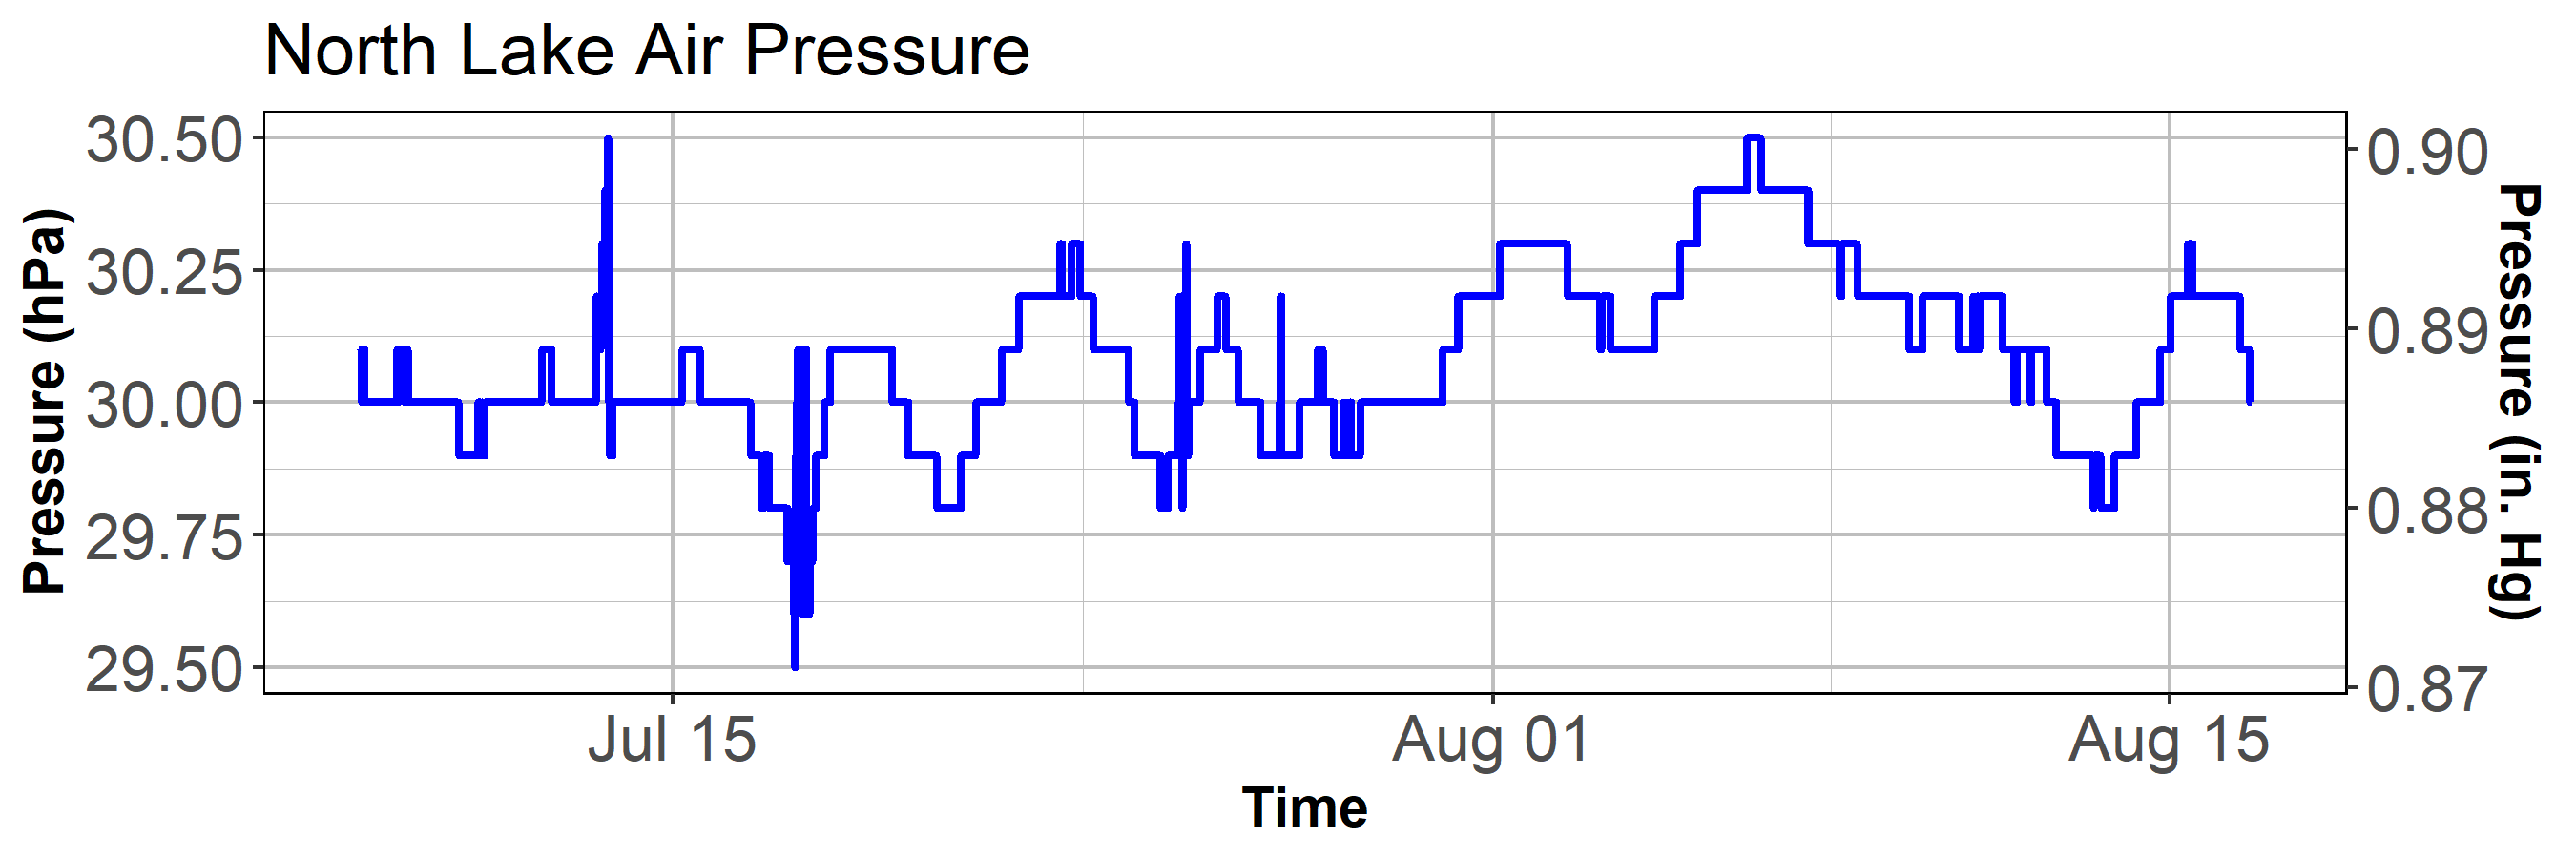 North Lake Air Pressure
30.50
30.25
30.00
29.75
29.50
Pressure (hPa)
0.90
0.89
0.88
0.87
Pressure (in. Hg)
Jul 15
Aug 01
Aug 15
Time